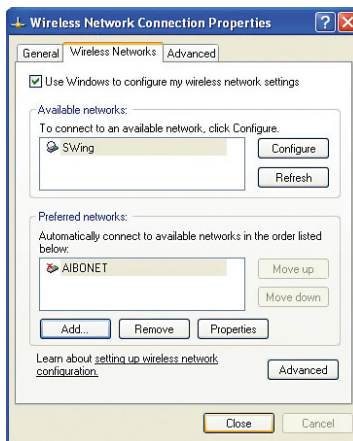 Wireless Network Connection Properties
General
Wireless Networks
Advanced
Use Windows to configure my wireless network settings
Available networks:
To connect to an available network, click Configure.
SWing
Configure
Refresh
Preferred networks:
Automatically connect to available networks in the order listed
below:
AIBONET
Move up
Move down
Add...
Remove
Properties
Learn about setting up wireless network
configuration.
Advanced
Close
Cancel